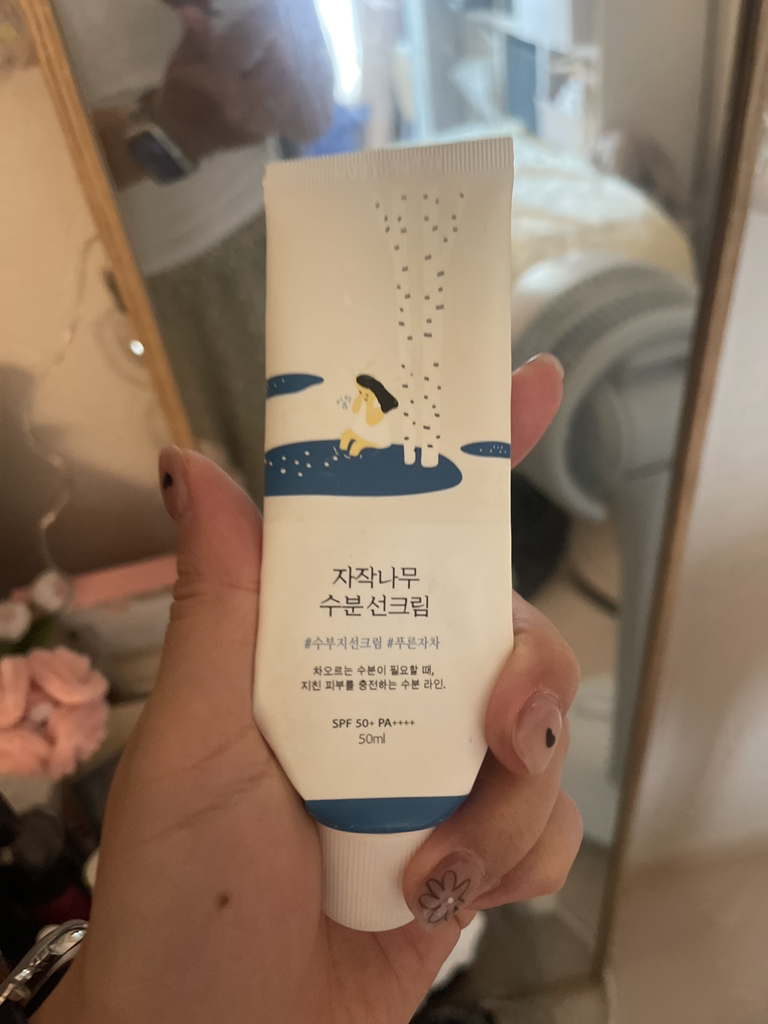 자작나무
수분 선크림
#수부지선크림 #푸른자차
차오르는 수분이 필요할 때,
지친 피부를 충전하는 수분 라인.
SPF 50+ PA++++
50ml